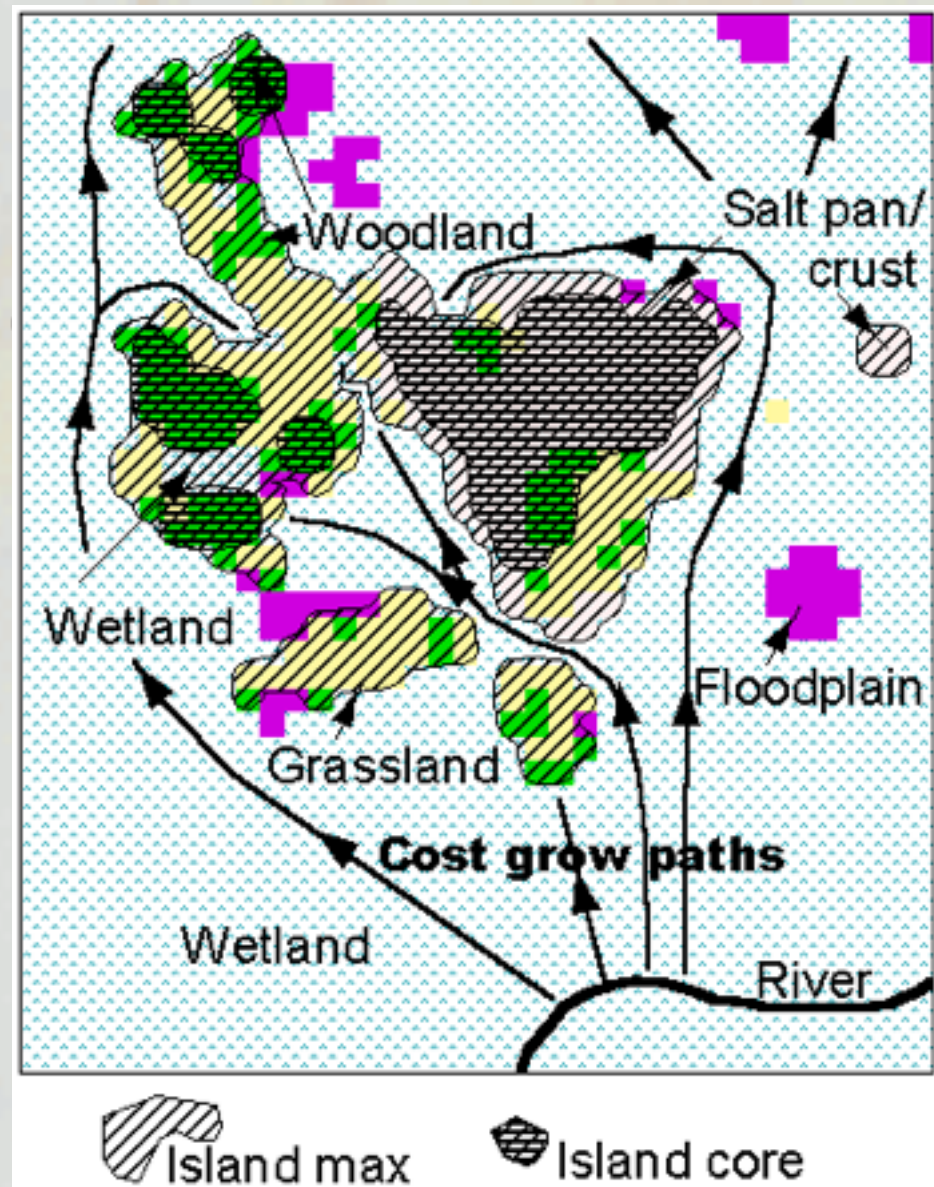 Woodland
Salt pan/
crust
Wetland
Floodplain
Grassland
Cost grow paths
Wetland
River
Island max
Island core